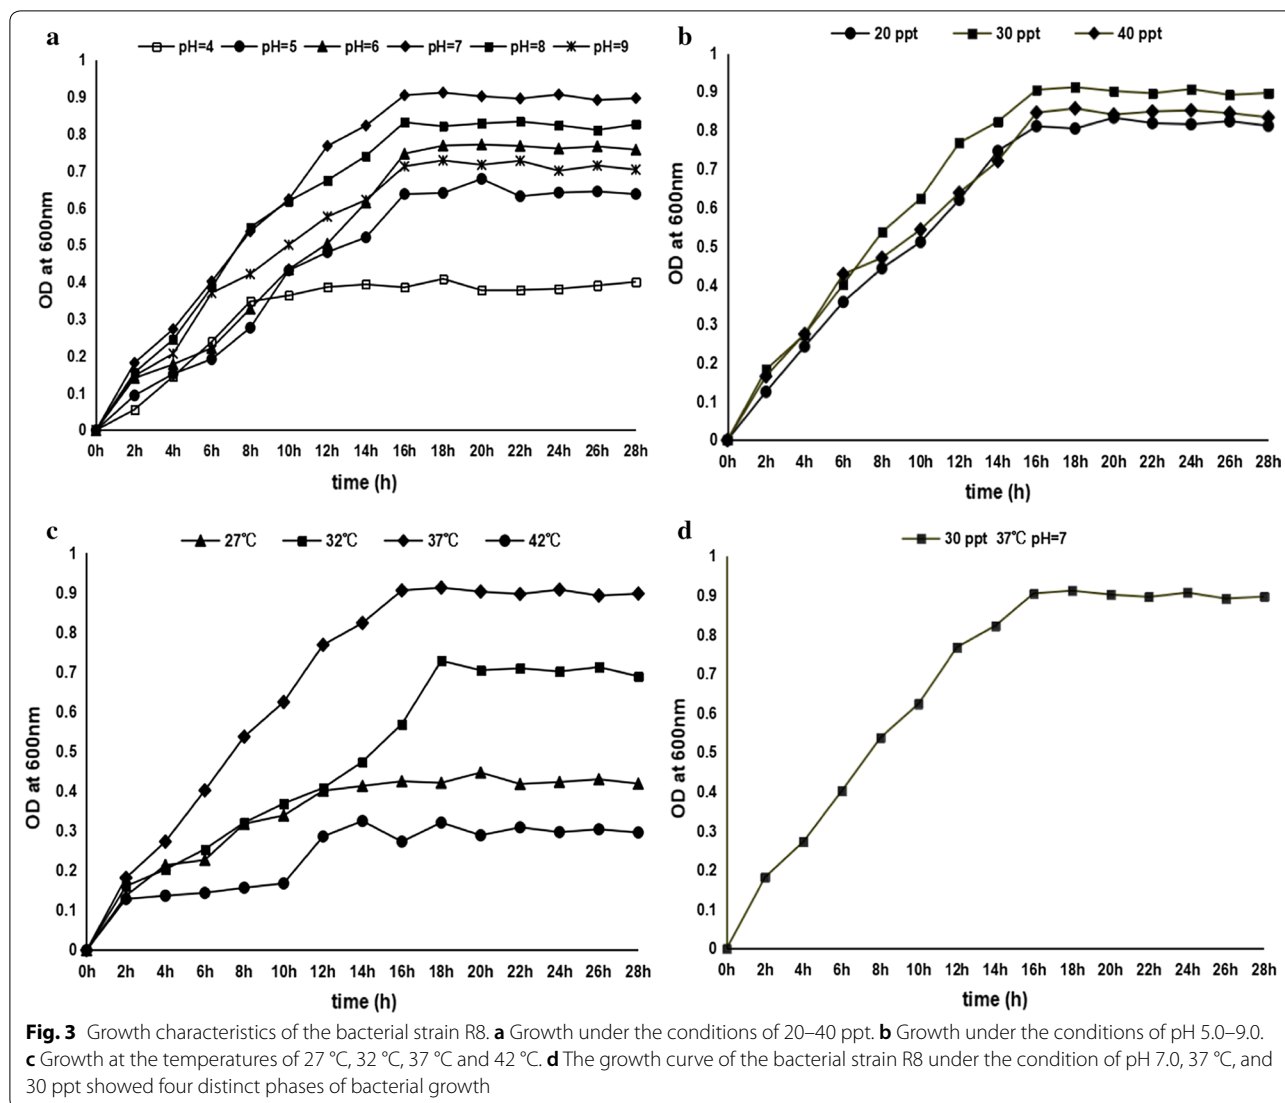 a
pH=4 pH=5 pH=6 pH=7 pH=8 pH=9
1
0.9
0.8
0.7
0.6
0.5
0.4
0.3
0.2
0.1
0
OD at 600nm
0h 2h 4h 6h 8h 10h 12h 14h 16h 18h 20h 22h 24h 26h 28h
time (h)
b
20 ppt 30 ppt 40 ppt
1
0.9
0.8
0.7
0.6
0.5
0.4
0.3
0.2
0.1
0
OD at 600nm
0h 2h 4h 6h 8h 10h 12h 14h 16h 18h 20h 22h 24h 26h 28h
time (h)
c
27℃ 32℃ 37℃ 42℃
1
0.9
0.8
0.7
0.6
0.5
0.4
0.3
0.2
0.1
0
OD at 600nm
0h 2h 4h 6h 8h 10h 12h 14h 16h 18h 20h 22h 24h 26h 28h
time (h)
d
30 ppt 37℃ pH=7
1
0.9
0.8
0.7
0.6
0.5
0.4
0.3
0.2
0.1
0
OD at 600nm
0h 2h 4h 6h 8h 10h 12h 14h 16h 18h 20h 22h 24h 26h 28h
time (h)
Fig. 3 Growth characteristics of the bacterial strain R8. a Growth under the conditions of 20–40 ppt. b Growth under the conditions of pH 5.0–9.0.
c Growth at the temperatures of 27 °C, 32 °C, 37 °C and 42 °C. d The growth curve of the bacterial strain R8 under the condition of pH 7.0, 37 °C, and
30 ppt showed four distinct phases of bacterial growth